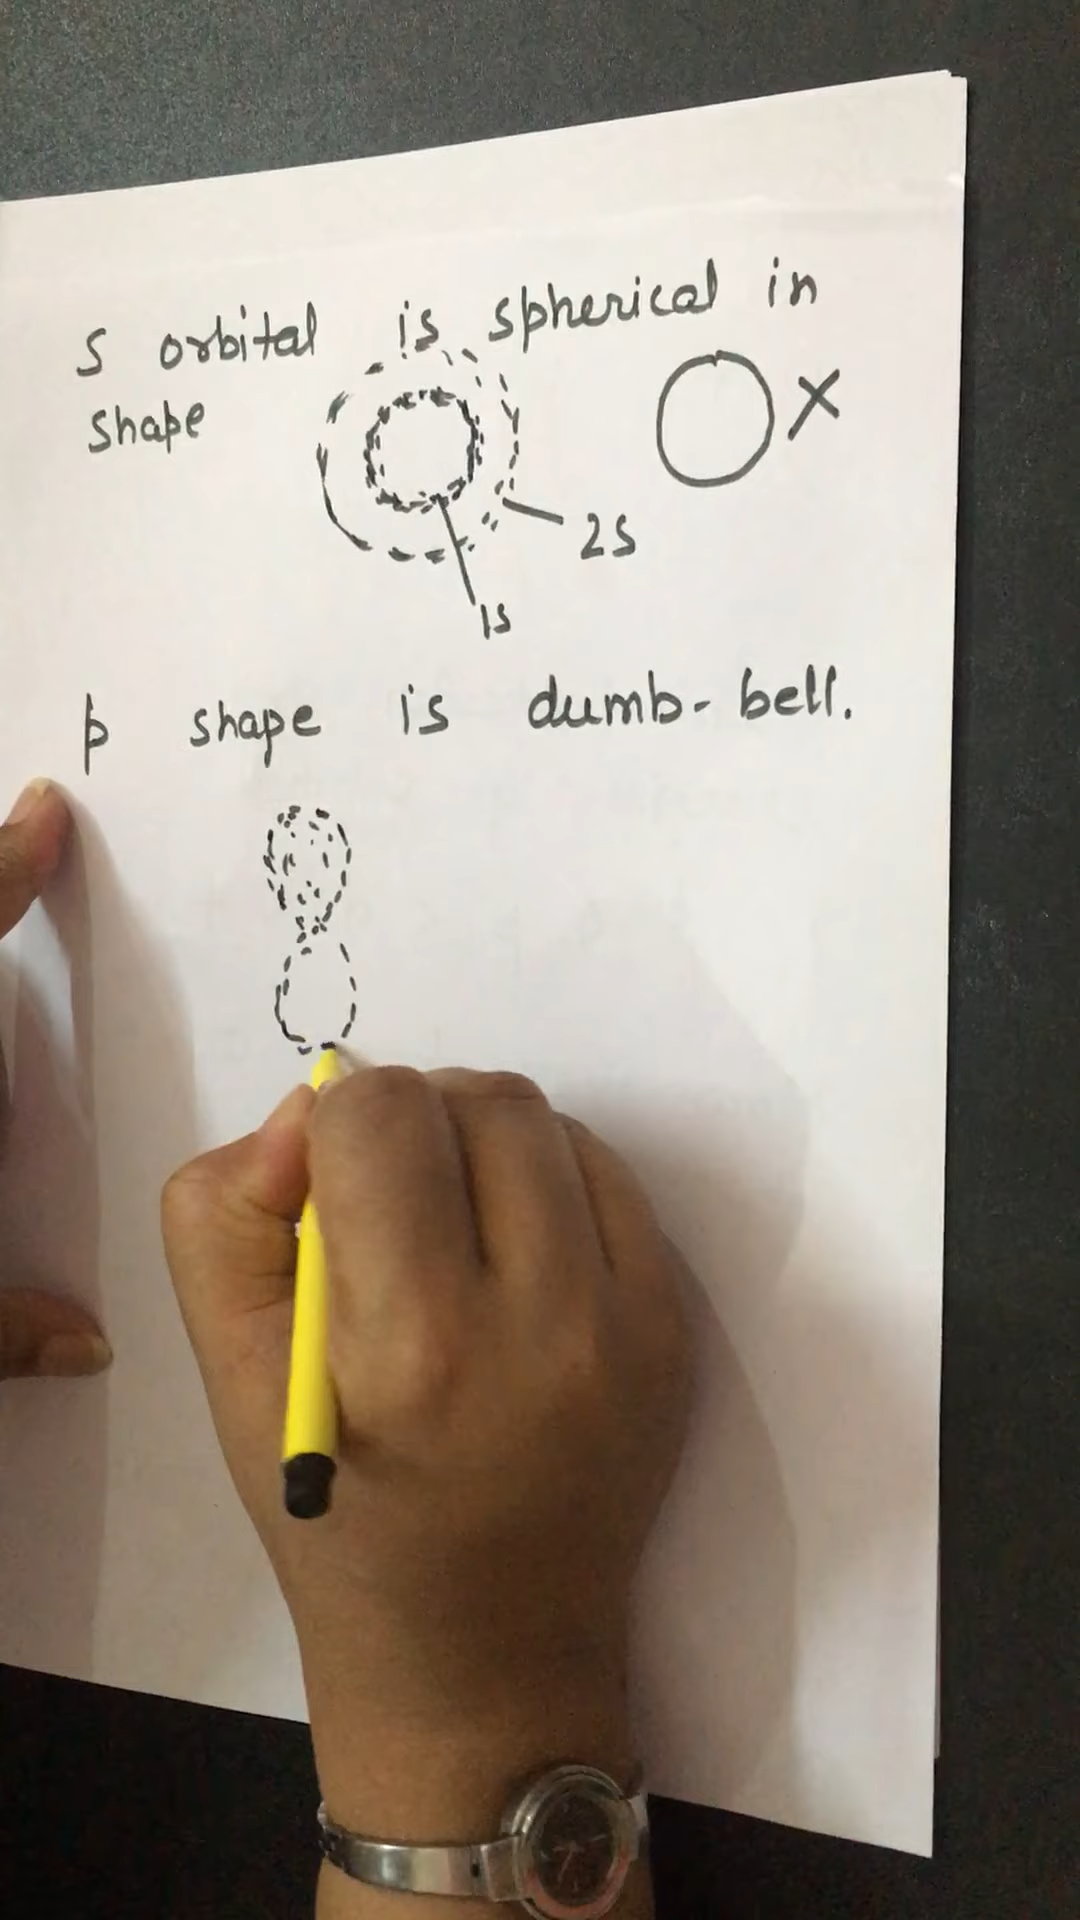 s orbital is spherical in
shape
X
2s
1s
p shape is dumb-bell.